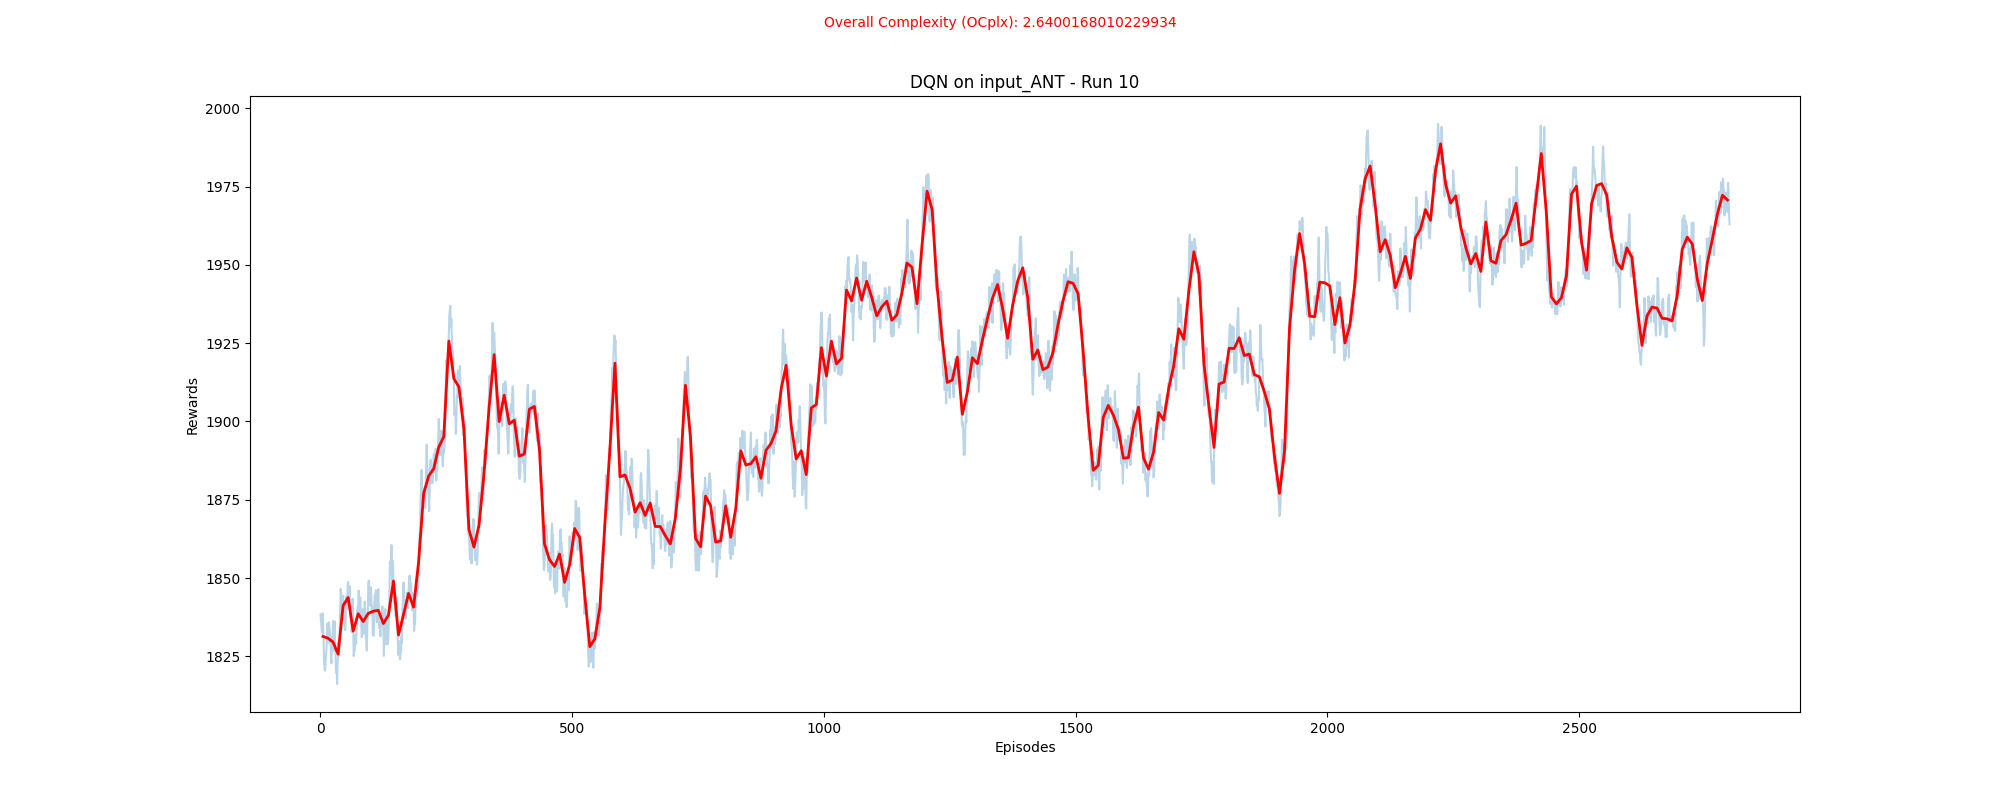 Overall Complexity (OCplx): 2.6400168010229934
DQN on input_ANT - Run 10
2000
1975
1950
1925
1900
1875
1850
1825
Rewards
0 500 1000 1500 2000 2500
Episodes